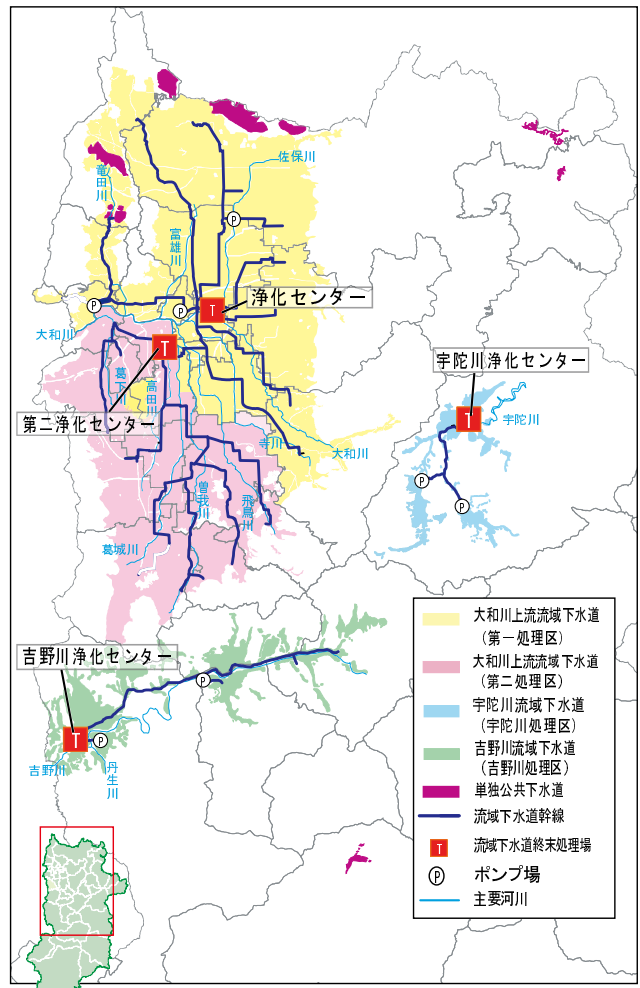 佐保川
竜田川
富雄川
P
P
P
T
浄化センター
大和川
T
葛下川
高田川
第二浄化センター
宇陀川浄化センター
T
宇陀川
寺川
大和川
曽我川
飛鳥川
葛城川
P
P
吉野川浄化センター
P
T
P
吉野川
丹生川
大和川上流流域下水道
(第一処理区)
大和川上流流域下水道
(第二処理区)
宇陀川流域下水道
(宇陀川処理区)
吉野川流域下水道
(吉野川処理区)
単独公共下水道
流域下水道幹線
T
流域下水道終末処理場
P
ポンプ場
主要河川